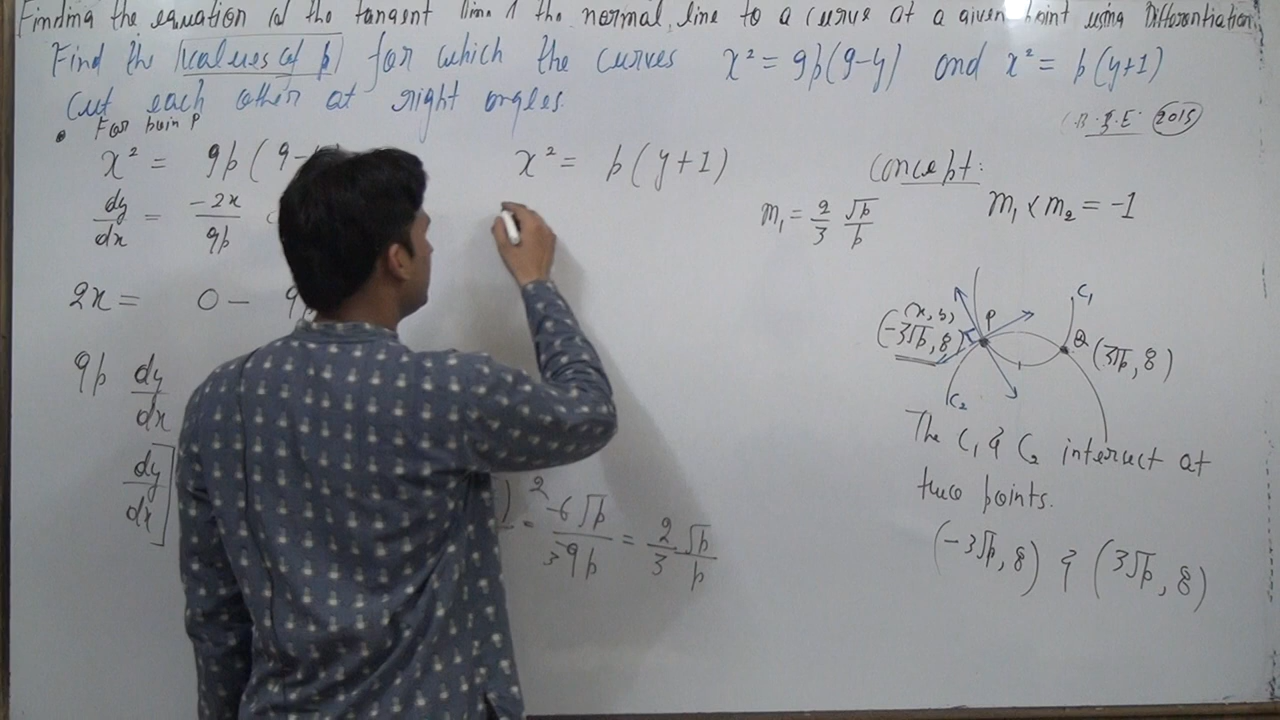 Finding the equation of the tangent line & the normal line to a curve at a given point using Differentiation
Find the values of p for which the curves x² = 9p(9-y) and x² = p(y+1)
cut each other at right angles.
C.B.S.E. 2015
• For poin P
x² = 9p(9-
dy/dx = -2x/9p
2x = 0 - 9
9p dy/dx
dy/dx]
) = -6√p/9p = 2/3 √p/p
2
3
x² = p(y+1)
Concept:
m₁ = 2/3 √p/p
m₁ × m₂ = -1
C₁
(x, y)
P
(-3√p, 8)
Q (3√p, 8)
C₂
The C₁ & C₂ intersect at
two points.
(-3√p, 8) & (3√p, 8)